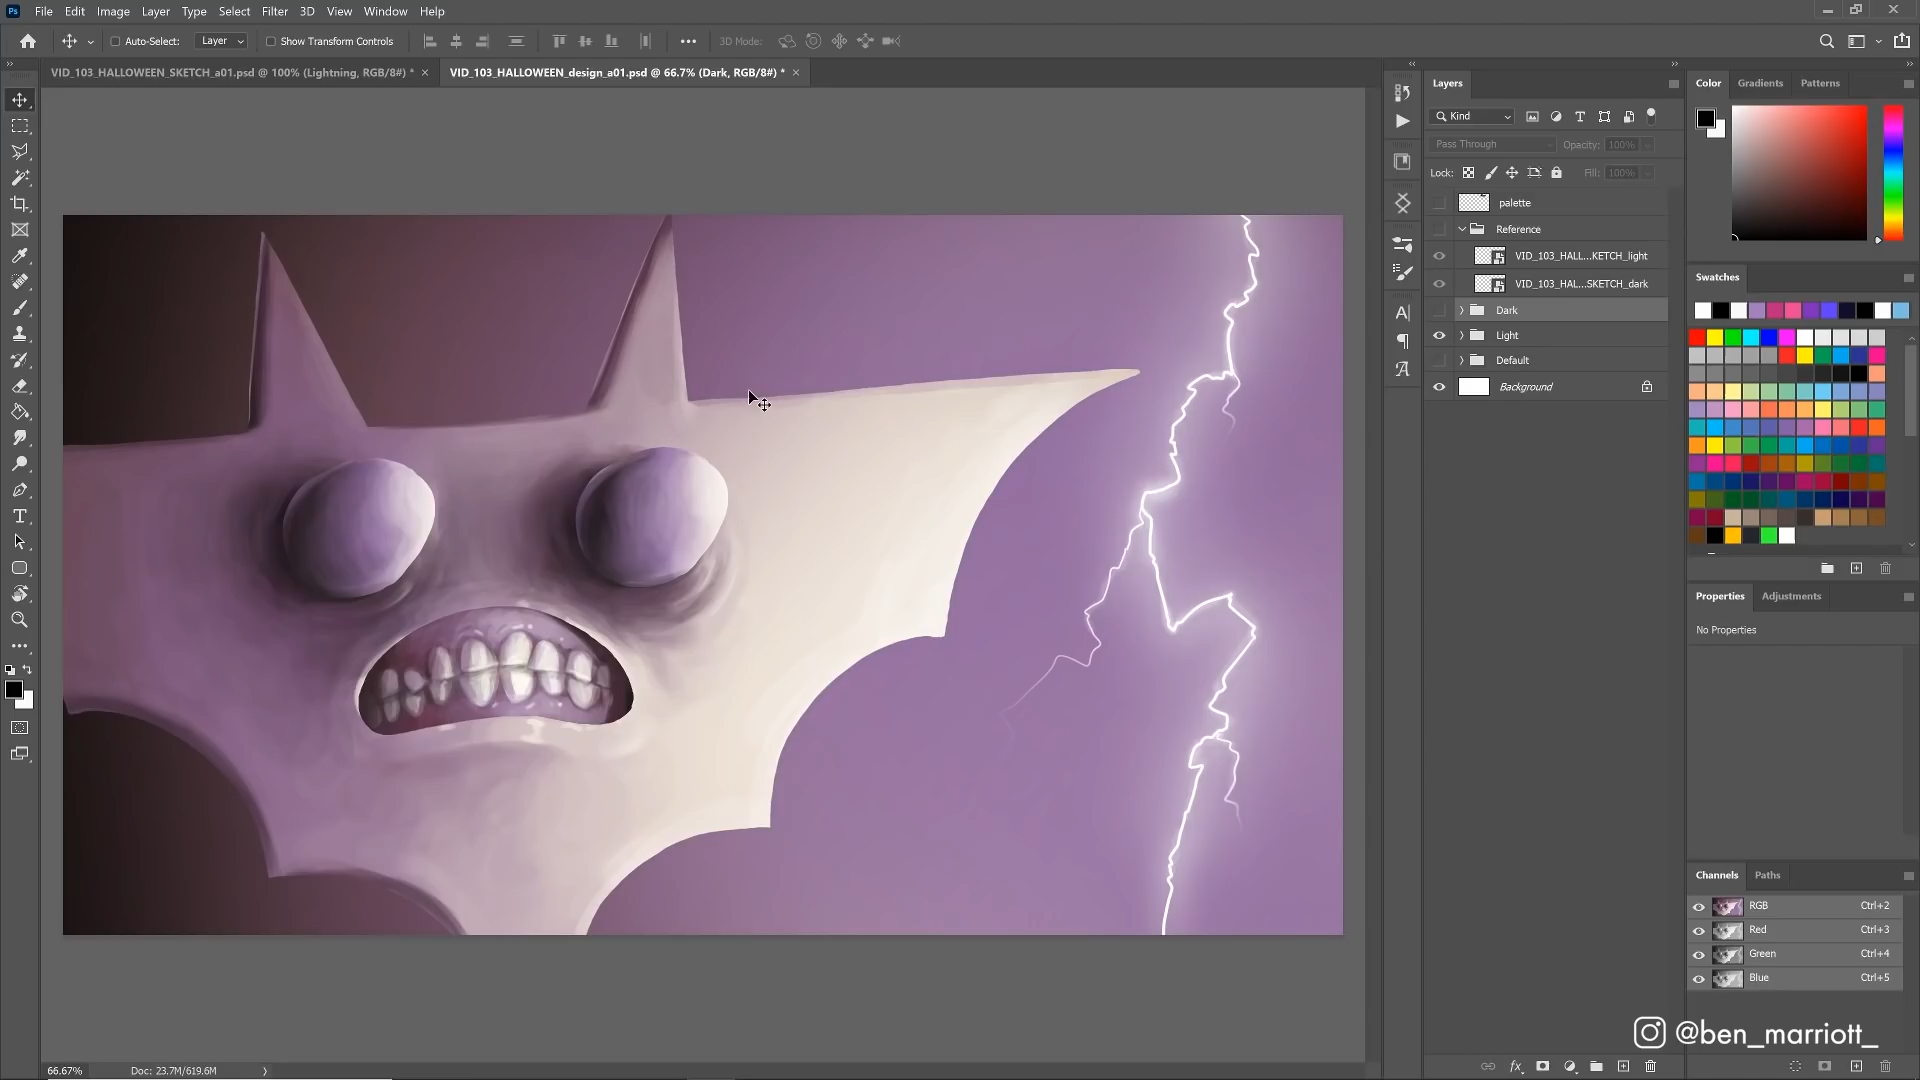 Ps File Edit Image Layer Type Select Filter 3D View Window Help
Auto-Select: Layer Show Transform Controls 3D Mode:
VID_103_HALLOWEEN_SKETCH_a01.psd @ 100% (Lightning, RGB/8#) * VID_103_HALLOWEEN_design_a01.psd @ 66.7% (Dark, RGB/8#) *
Layers
Kind
Pass Through Opacity: 100%
Lock: Fill: 100%
palette
Reference
VID_103_HALL...KETCH_light
VID_103_HAL...SKETCH_dark
Dark
Light
Default
Background
Color Gradients Patterns
Swatches
Properties Adjustments
No Properties
Channels Paths
RGB Ctrl+2
Red Ctrl+3
Green Ctrl+4
Blue Ctrl+5
@ben_marriott_
66.67% Doc: 23.7M/619.6M
fx